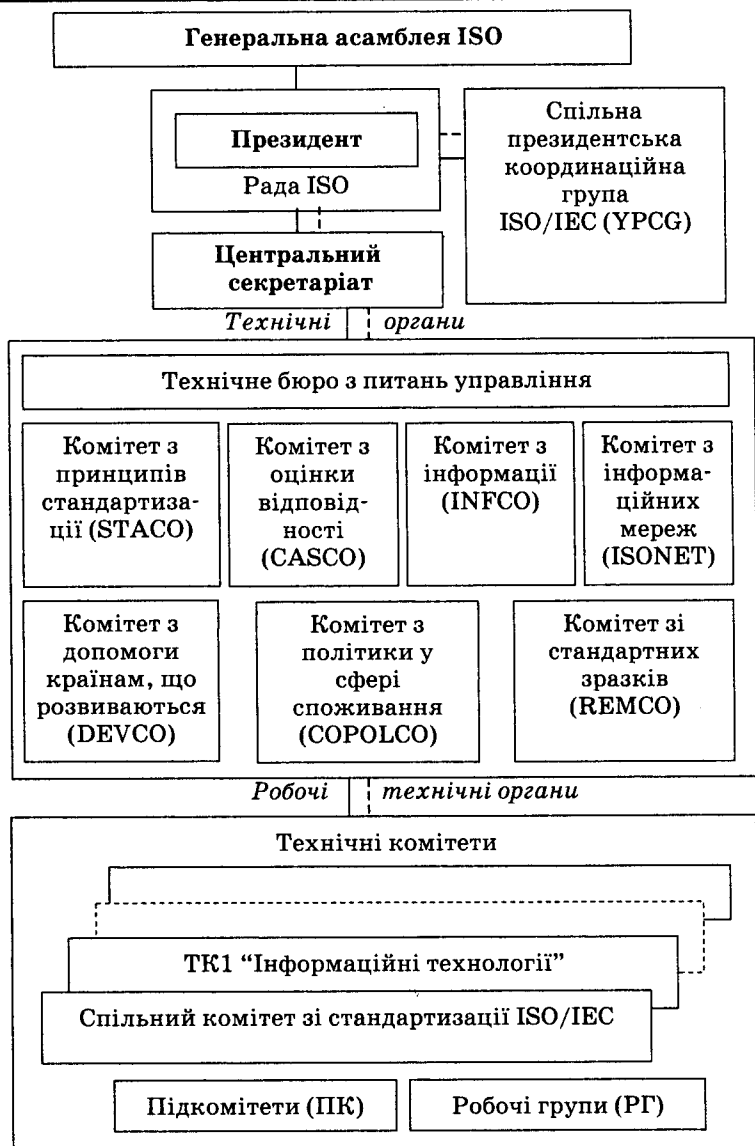 Генеральна асамблея ISO
Президент
Рада ISO
Спільна
президентська
координаційна
група
ISO/IEC (YPCG)
Центральний
секретаріат
Технічні органи
Технічне бюро з питань управління
Комітет з
принципів
стандартиза-
ції (STACO)
Комітет з
оцінки
відповід-
ності
(CASCO)
Комітет з
інформації
(INFCO)
Комітет з
інформа-
ційних
мереж
(ISONET)
Комітет з
допомоги
країнам, що
розвиваються
(DEVCO)
Комітет з
політики у
сфері
споживання
(COPOLCO)
Комітет зі
стандартних
зразків
(REMCO)
Робочі технічні органи
Технічні комітети
ТК1 “Інформаційні технології”
Спільний комітет зі стандартизації ISO/IEC
Підкомітети (ПК)
Робочі групи (РГ)